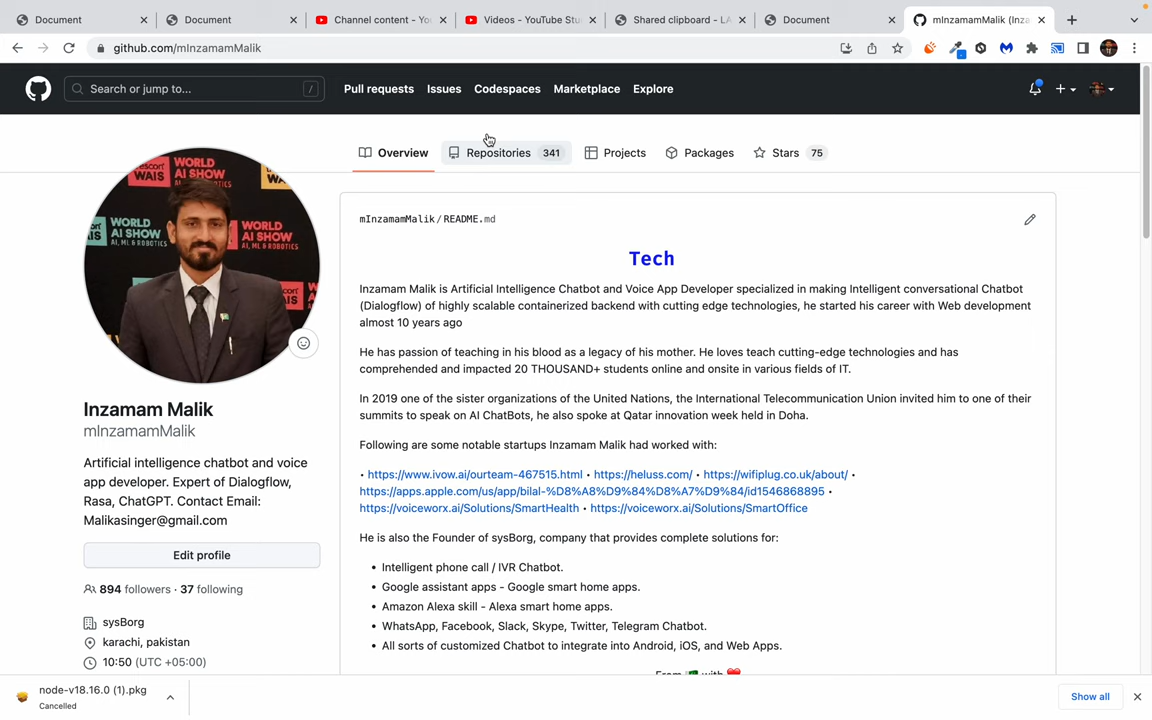 Document
Document
Channel content - Yo
Videos - YouTube Stu
Shared clipboard - LA
Document
mInzamamMalik (Inza
github.com/mInzamamMalik
Search or jump to...
/
Pull requests
Issues
Codespaces
Marketplace
Explore
Overview
Repositories 341
Projects
Packages
Stars 75
WORLD
AI SHOW
AI, ML & ROBOTICS
WAIS
WORLD
AI SHOW
mInzamamMalik/README.md
Tech
Inzamam Malik is Artificial Intelligence Chatbot and Voice App Developer specialized in making Intelligent conversational Chatbot
(Dialogflow) of highly scalable containerized backend with cutting edge technologies, he started his career with Web development
almost 10 years ago
He has passion of teaching in his blood as a legacy of his mother. He loves teach cutting-edge technologies and has
comprehended and impacted 20 THOUSAND+ students online and onsite in various fields of IT.
In 2019 one of the sister organizations of the United Nations, the International Telecommunication Union invited him to one of their
summits to speak on AI ChatBots, he also spoke at Qatar innovation week held in Doha.
Following are some notable startups Inzamam Malik had worked with:
• https://www.ivow.ai/ourteam-467515.html • https://heluss.com/ • https://wifiplug.co.uk/about/ •
https://apps.apple.com/us/app/bilal-%D8%A8%D9%84%D8%A7%D9%84/id1546868895 •
https://voiceworx.ai/Solutions/SmartHealth • https://voiceworx.ai/Solutions/SmartOffice
He is also the Founder of sysBorg, company that provides complete solutions for:
• Intelligent phone call / IVR Chatbot.
• Google assistant apps - Google smart home apps.
• Amazon Alexa skill - Alexa smart home apps.
• WhatsApp, Facebook, Slack, Skype, Twitter, Telegram Chatbot.
• All sorts of customized Chatbot to integrate into Android, iOS, and Web Apps.
From 🇵🇰 with ❤️
Inzamam Malik
mInzamamMalik
Artificial intelligence chatbot and voice
app developer. Expert of Dialogflow,
Rasa, ChatGPT. Contact Email:
Malikasinger@gmail.com
Edit profile
894 followers · 37 following
sysBorg
karachi, pakistan
10:50 (UTC +05:00)
node-v18.16.0 (1).pkg
Cancelled
Show all